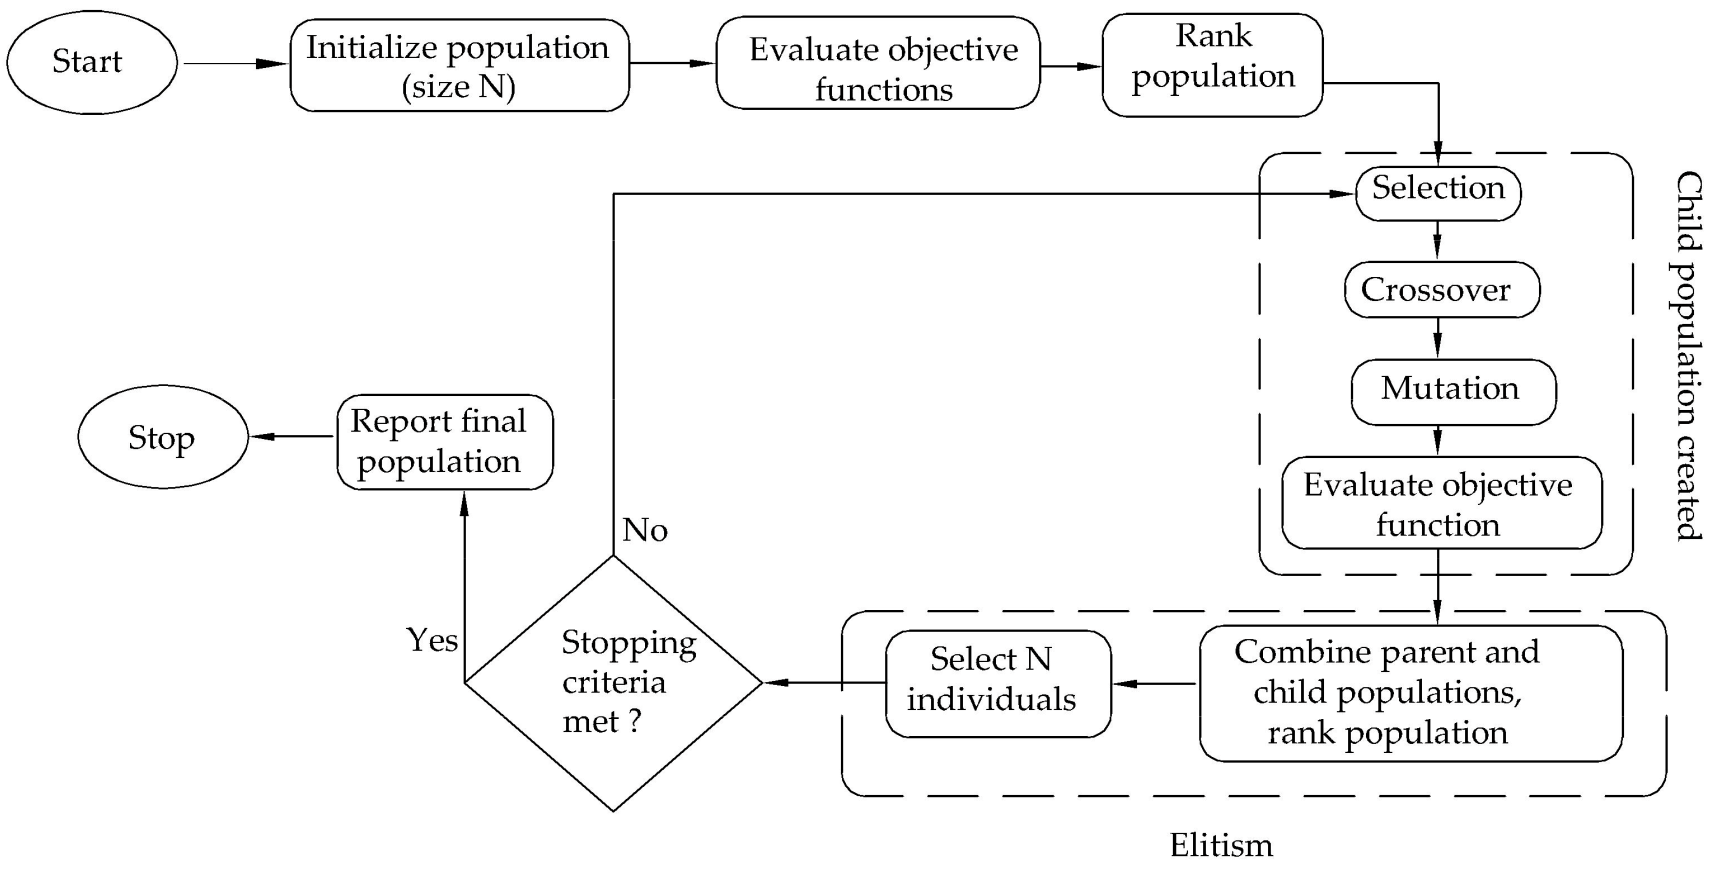 Start
Initialize population
(size N)
Evaluate objective
functions
Rank
population
Selection
Crossover
Mutation
Evaluate objective
function
Child population created
Combine parent and
child populations,
rank population
Select N
individuals
Elitism
Stopping
criteria
met ?
No
Yes
Report final
population
Stop